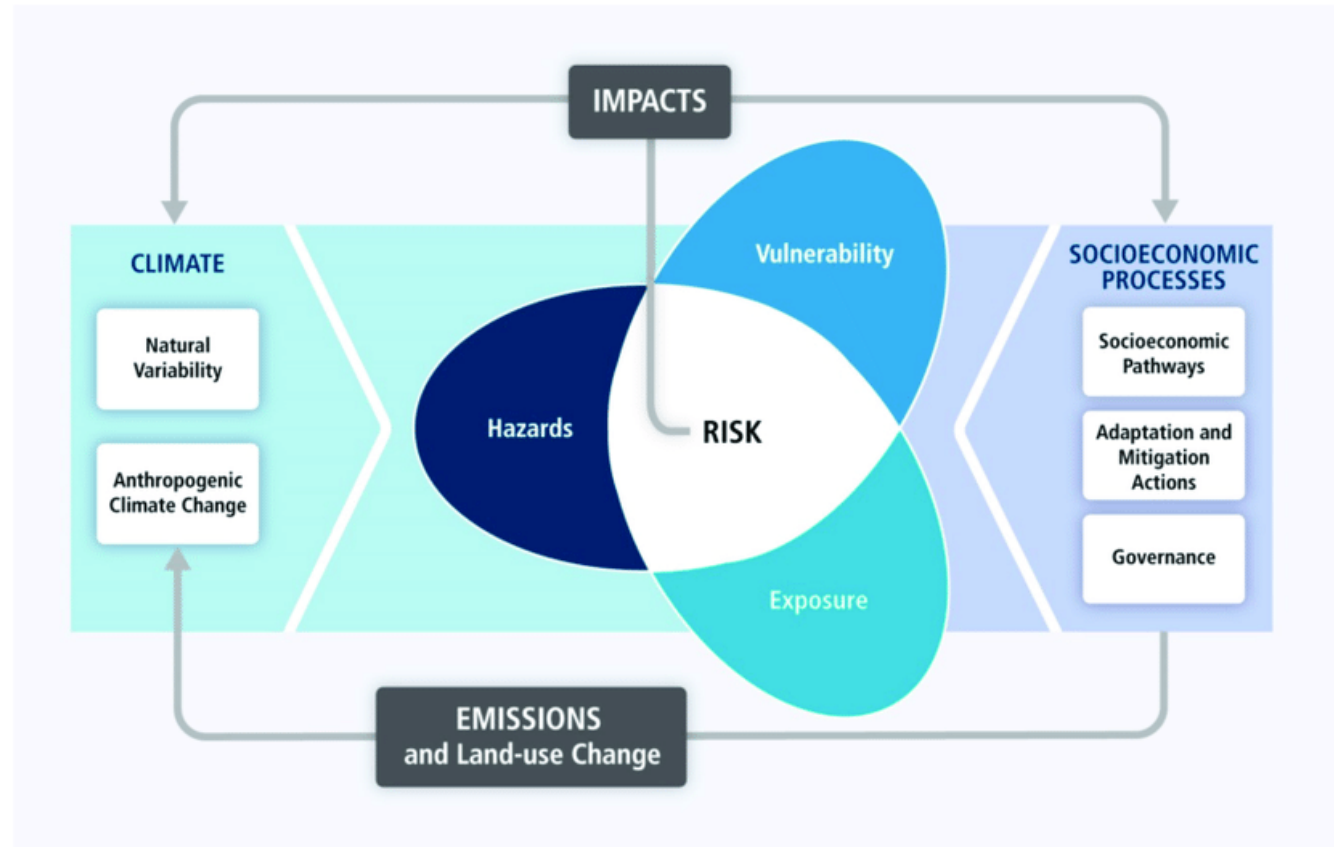 IMPACTS
CLIMATE
Natural
Variability
Anthropogenic
Climate Change
Vulnerability
Hazards
RISK
Exposure
SOCIOECONOMIC
PROCESSES
Socioeconomic
Pathways
Adaptation and
Mitigation
Actions
Governance
EMISSIONS
and Land-use Change